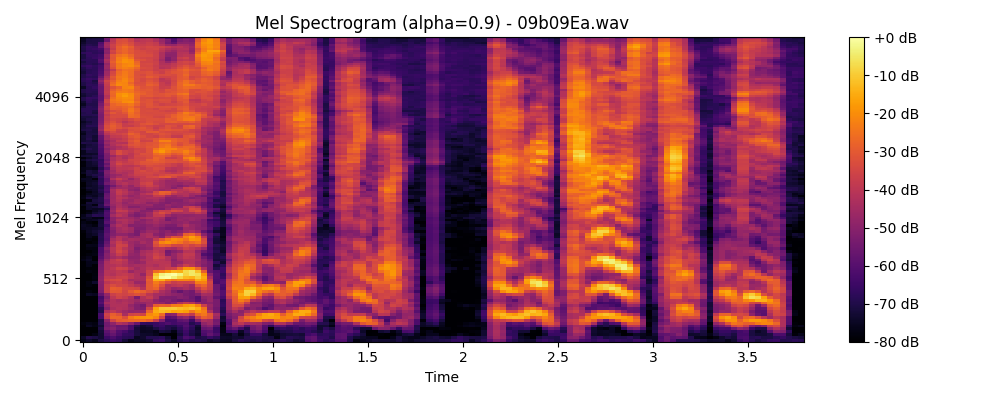 Mel Spectrogram (alpha=0.9) - 09b09Ea.wav
Mel Frequency
4096
2048
1024
512
0
0
0.5
1
1.5
2
2.5
3
3.5
Time
+0 dB
-10 dB
-20 dB
-30 dB
-40 dB
-50 dB
-60 dB
-70 dB
-80 dB